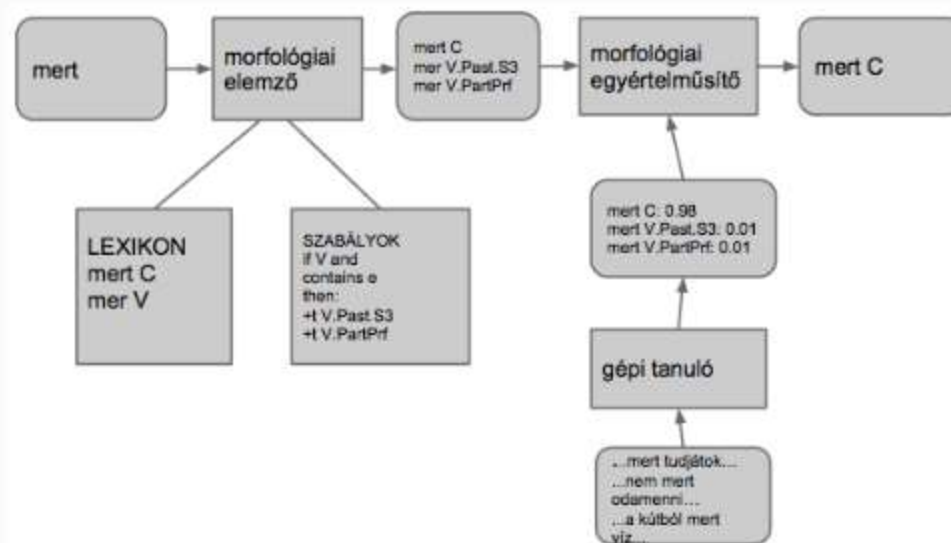 mert
morfológiai
elemző
mert C
mer V.Past.S3
mer V.PartPrf
morfológiai
egyértelműsítő
mert C
LEXIKON
mert C
mer V
SZABÁLYOK
if V and
contains e
then:
+t V.Past.S3
+t V.PartPrf
mert C: 0.98
mert V.Past.S3: 0.01
mert V.PartPrf: 0.01
gépi tanuló
...mert tudjátok...
...nem mert
odamenni...
...a kútból mert
víz...